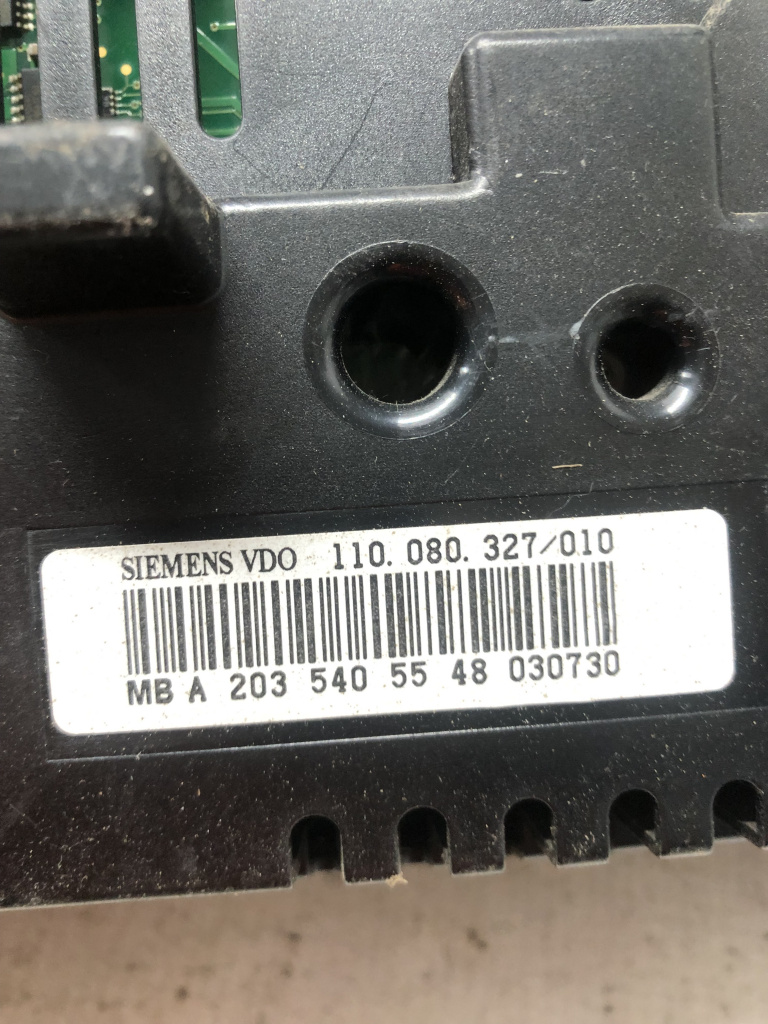 SIEMENS VDO 110. 080. 327/010
MB A 203 540 55 48 030730